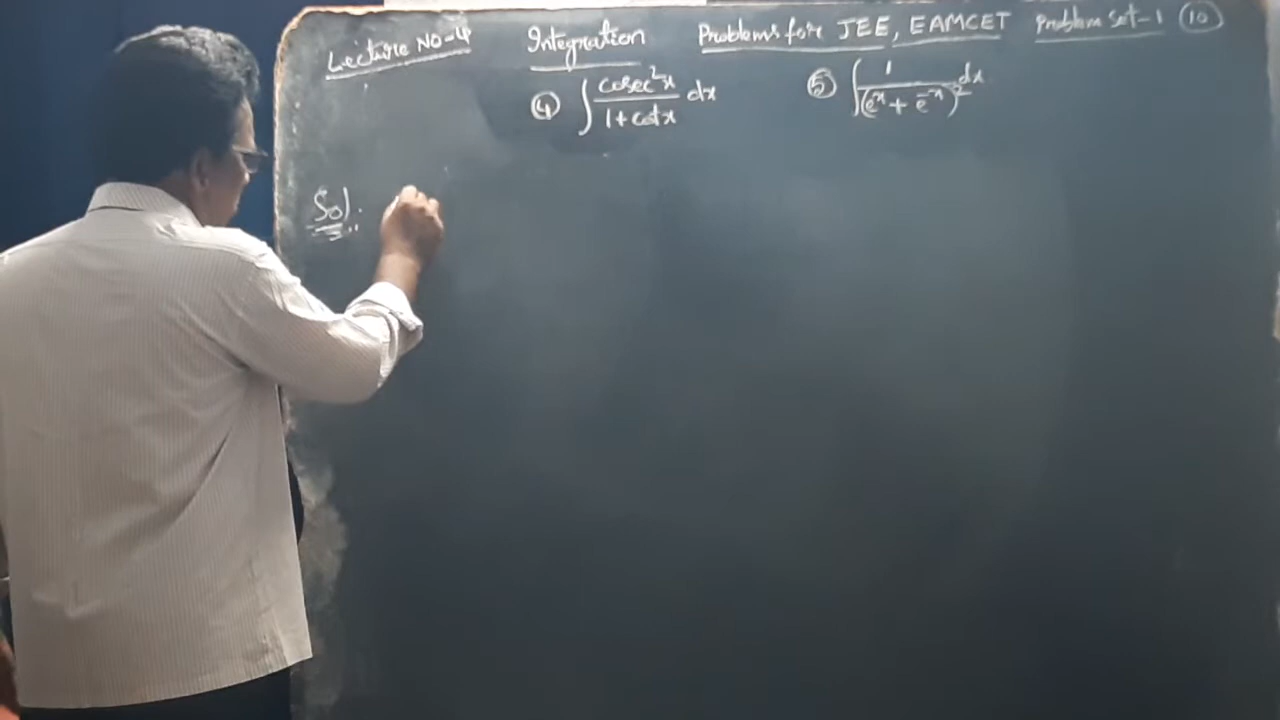 Lecture No-4 Integration Problems for JEE, EAMCET Problem Set-1 (10)
(4) ∫ cosec²x / (1+cotx) dx (5) ∫ 1 / (e^x + e^-x)² dx
Sol: